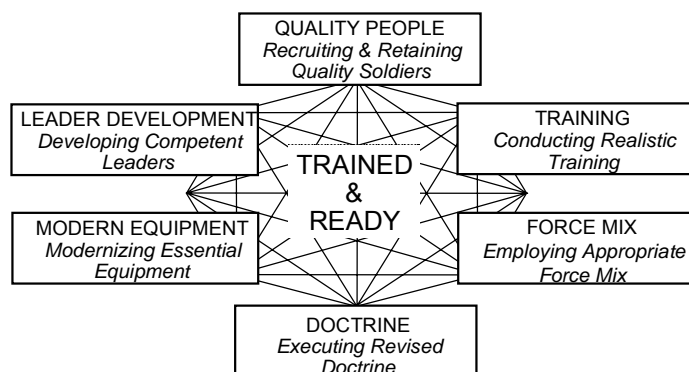 QUALITY PEOPLE
Recruiting & Retaining
Quality Soldiers
LEADER DEVELOPMENT
Developing Competent
Leaders
TRAINING
Conducting Realistic
Training
TRAINED
&
READY
MODERN EQUIPMENT
Modernizing Essential
Equipment
FORCE MIX
Employing Appropriate
Force Mix
DOCTRINE
Executing Revised
Doctrine